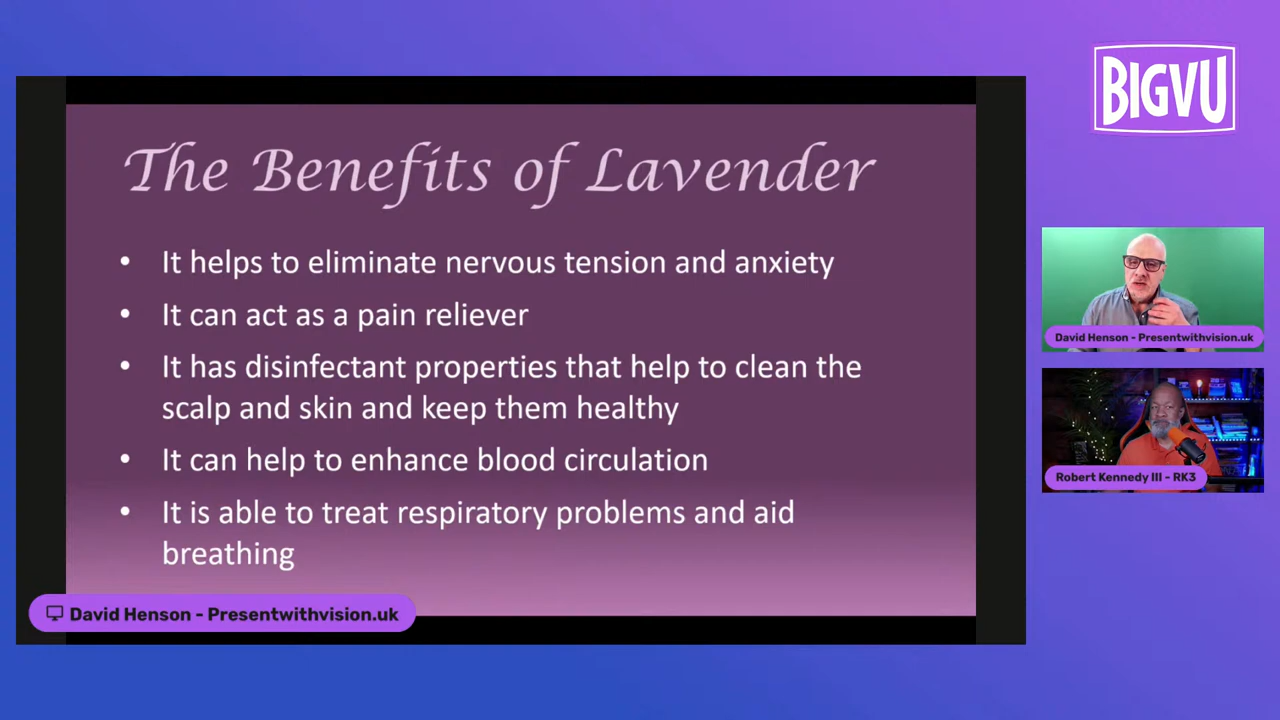 BIGVU
The Benefits of Lavender
• It helps to eliminate nervous tension and anxiety
• It can act as a pain reliever
• It has disinfectant properties that help to clean the
scalp and skin and keep them healthy
• It can help to enhance blood circulation
• It is able to treat respiratory problems and aid
breathing
David Henson - Presentwithvision.uk
David Henson - Presentwithvision.uk
Robert Kennedy III - RK3